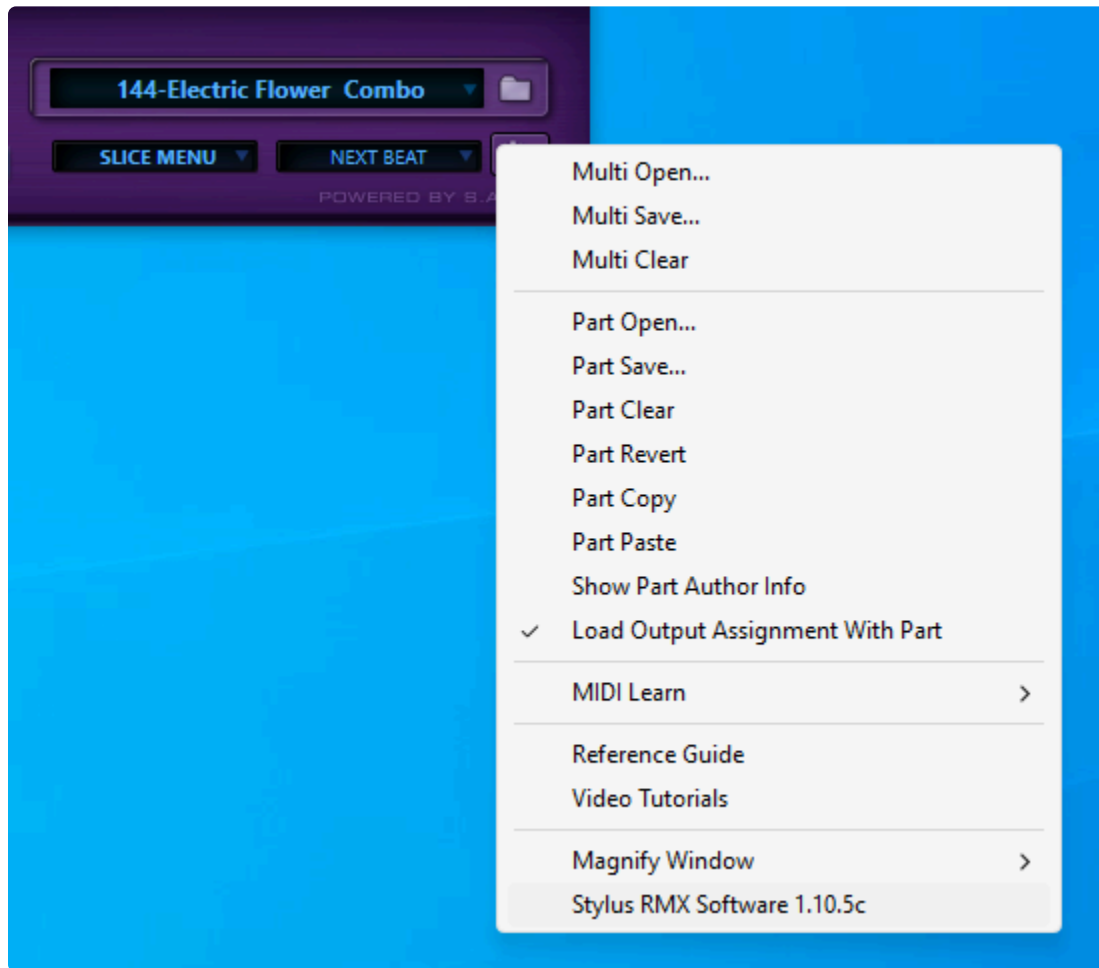 144-Electric Flower Combo
SLICE MENU NEXT BEAT
POWERED BY S.A
Multi Open...
Multi Save...
Multi Clear
Part Open...
Part Save...
Part Clear
Part Revert
Part Copy
Part Paste
Show Part Author Info
Load Output Assignment With Part
MIDI Learn
Reference Guide
Video Tutorials
Magnify Window
Stylus RMX Software 1.10.5c